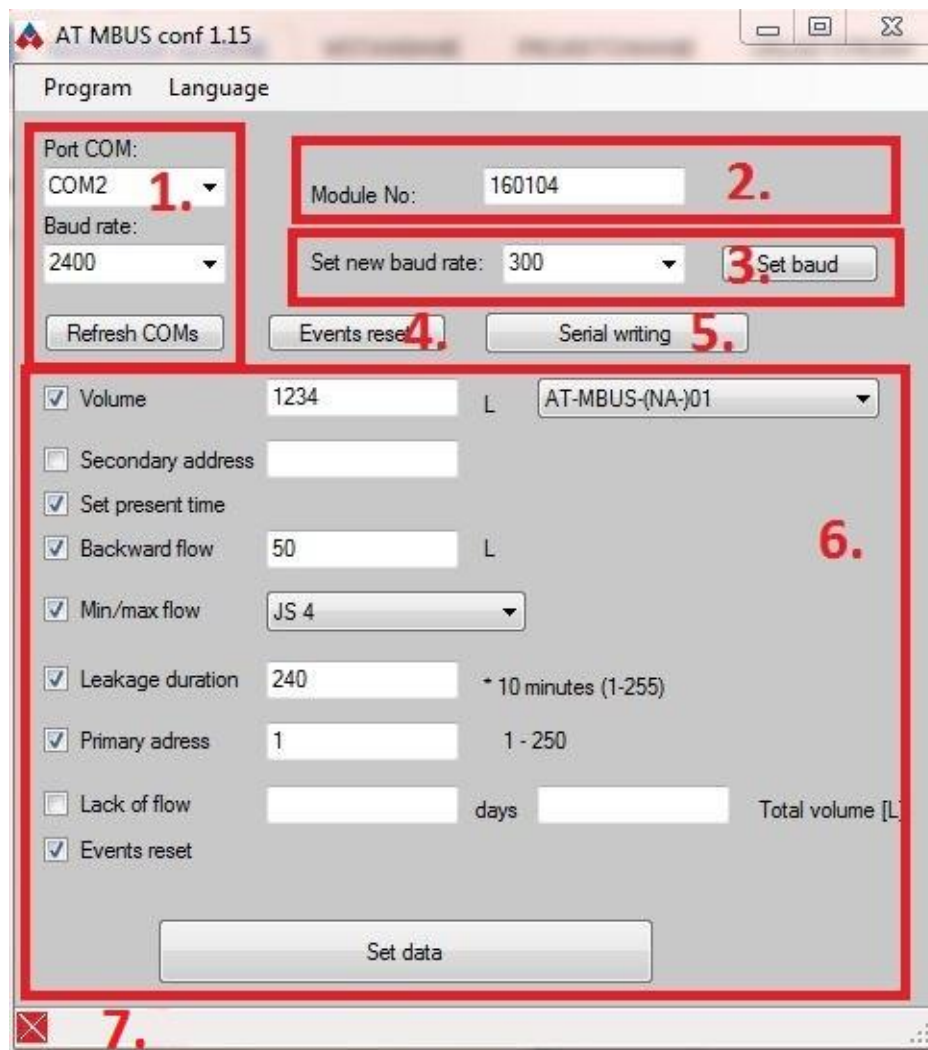 AT MBUS conf 1.15
Program Language
Port COM:
COM2
1.
Baud rate:
2400
Refresh COMs
Module No: 160104 2.
Set new baud rate: 300 3. Set baud
Events reset 4. Serial writing 5.
Volume 1234 L AT-MBUS-(NA-)01
Secondary address
Set present time
Backward flow 50 L
6.
Min/max flow JS 4
Leakage duration 240 * 10 minutes (1-255)
Primary adress 1 1 - 250
Lack of flow days Total volume [L]
Events reset
Set data
7.